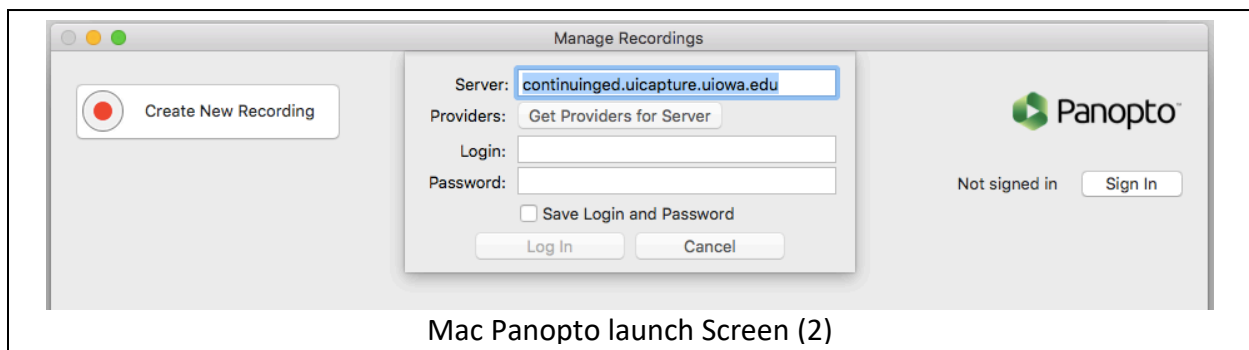 Manage Recordings
Create New Recording
Server: continuinged.uicapture.uiowa.edu
Providers: Get Providers for Server
Login:
Password:
Save Login and Password
Log In Cancel
Panopto™
Not signed in Sign In
Mac Panopto launch Screen (2)